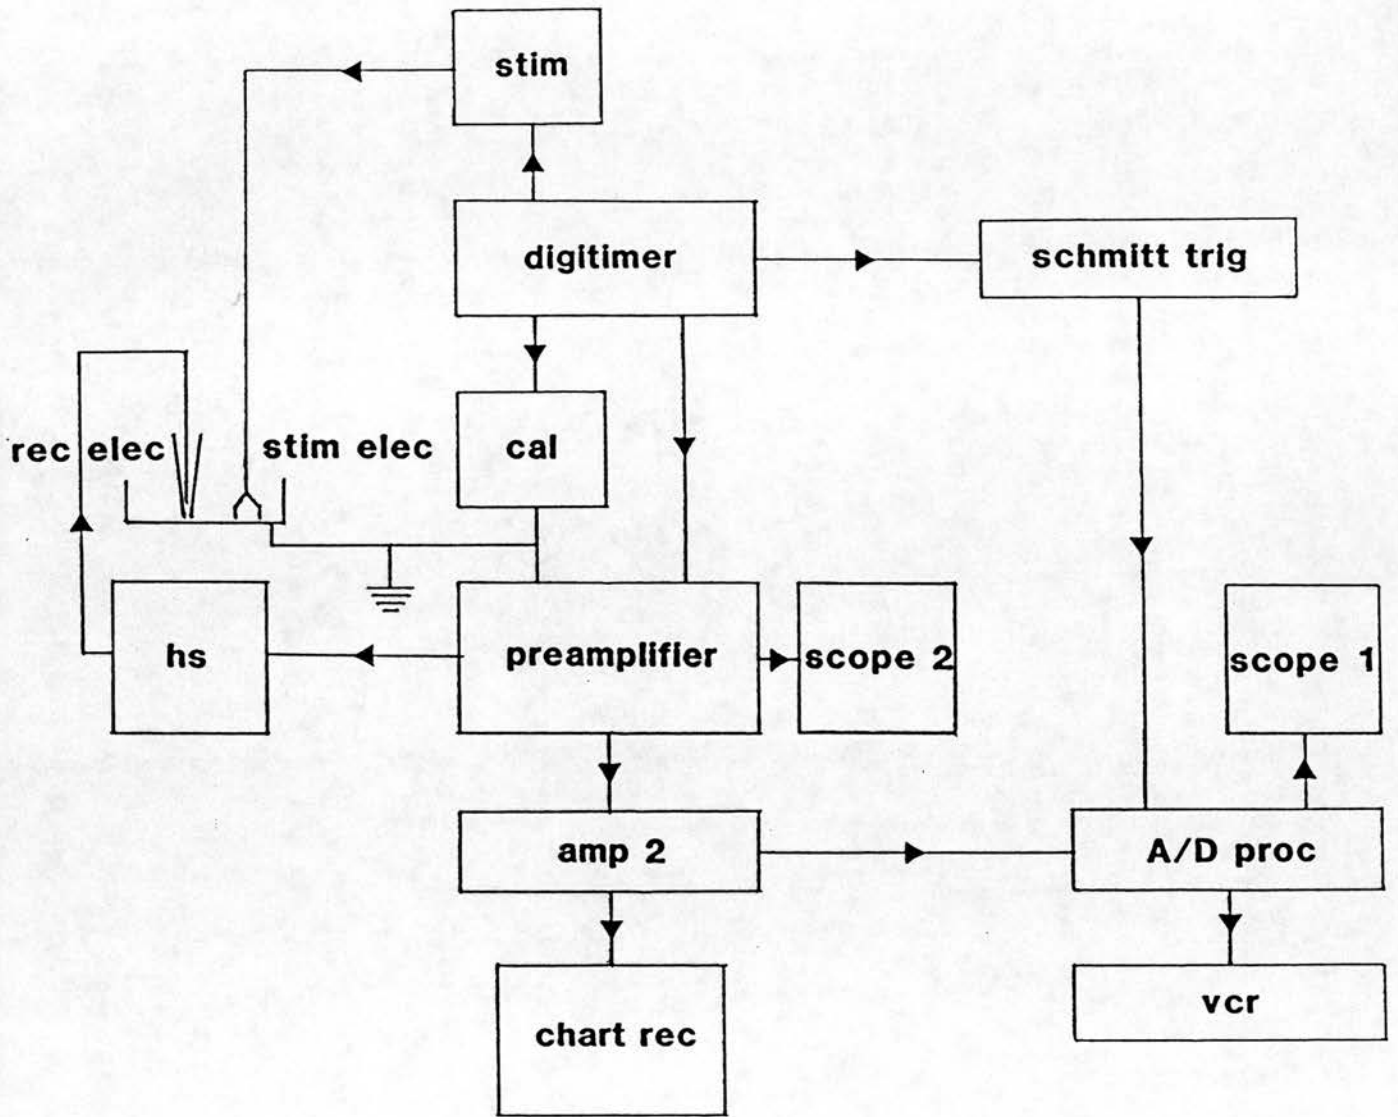 stim
digitimer
schmitt trig
rec elec
stim elec
cal
hs
preamplifier
scope 2
scope 1
amp 2
A/D proc
chart rec
vcr